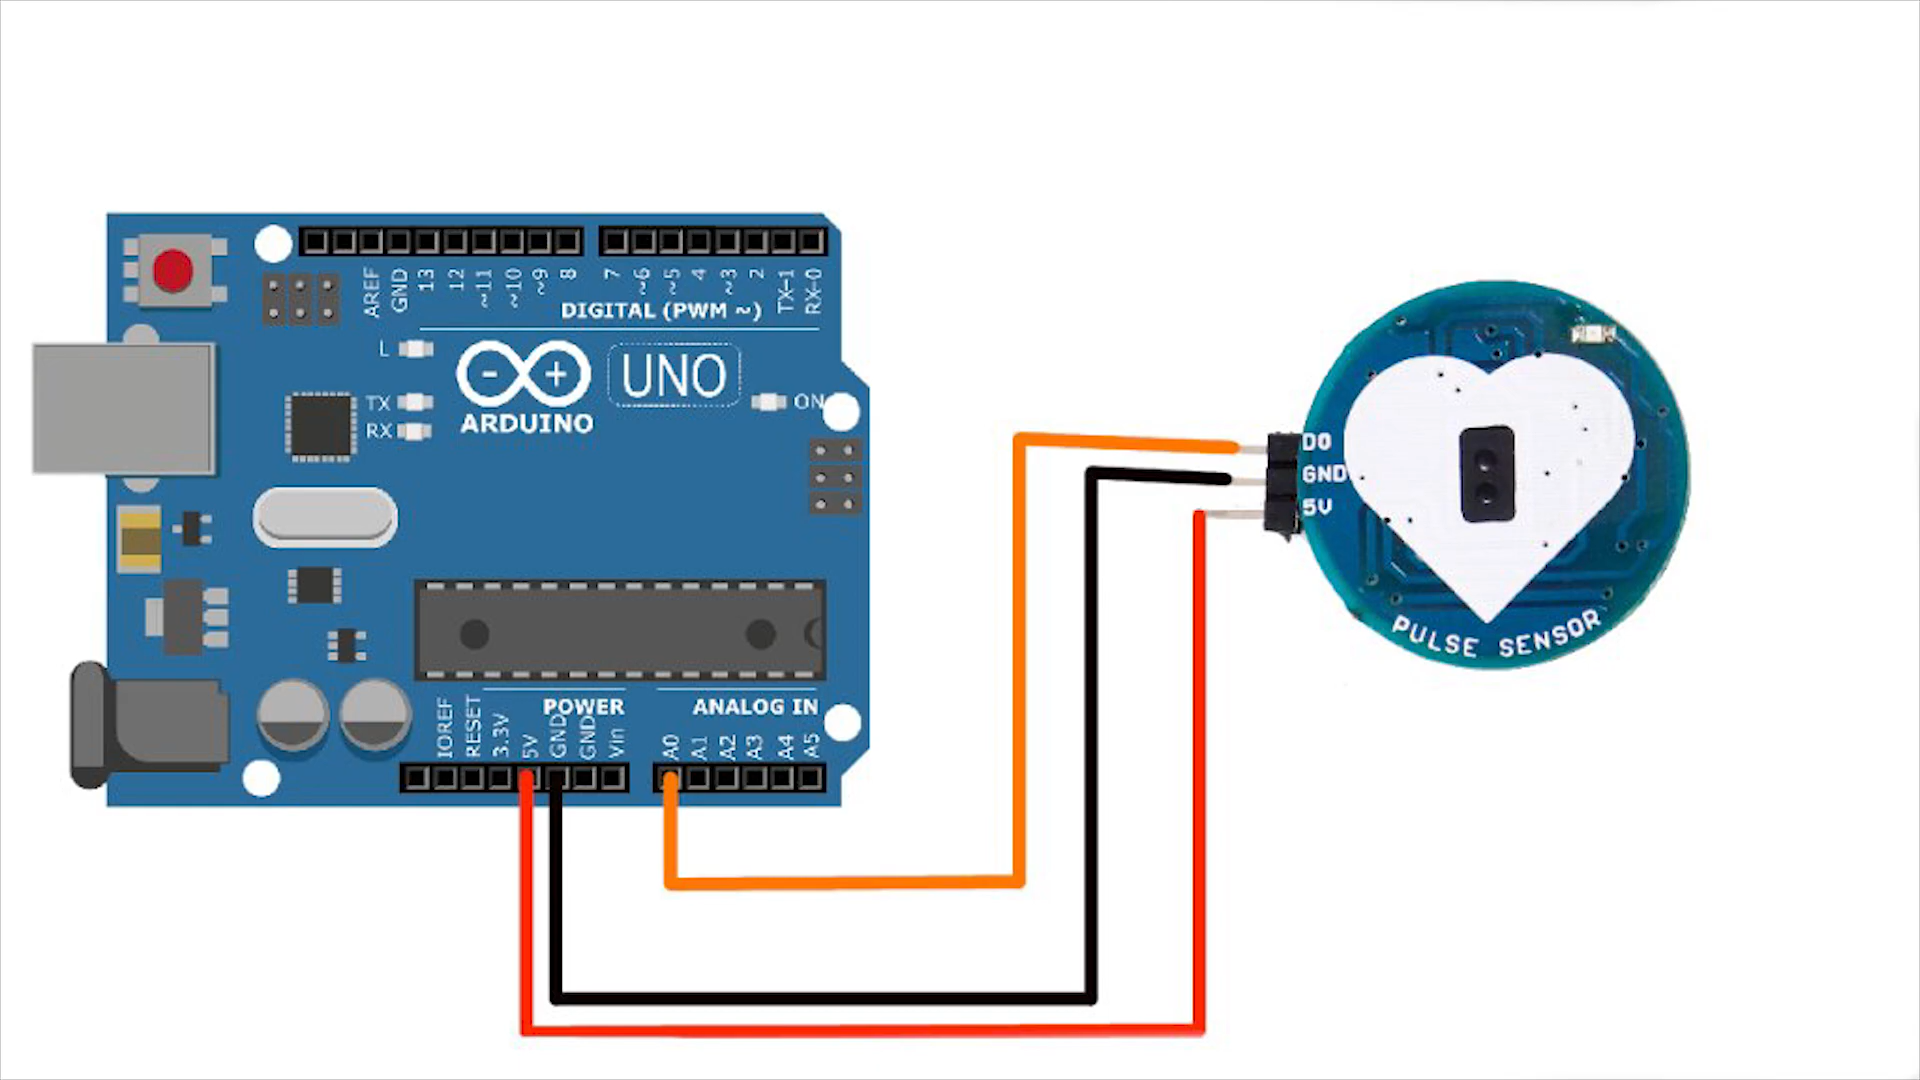 AREF
GND
13
12
~11
~10
~9
8
7
~6
~5
4
~3
2
TX-1
RX-0
DIGITAL (PWM ~)
L
TX
RX
- +
ARDUINO
UNO
ON
D0
GND
5V
PULSE SENSOR
POWER
ANALOG IN
IOREF
RESET
3.3V
5V
GND
GND
Vin
A0
A1
A2
A3
A4
A5